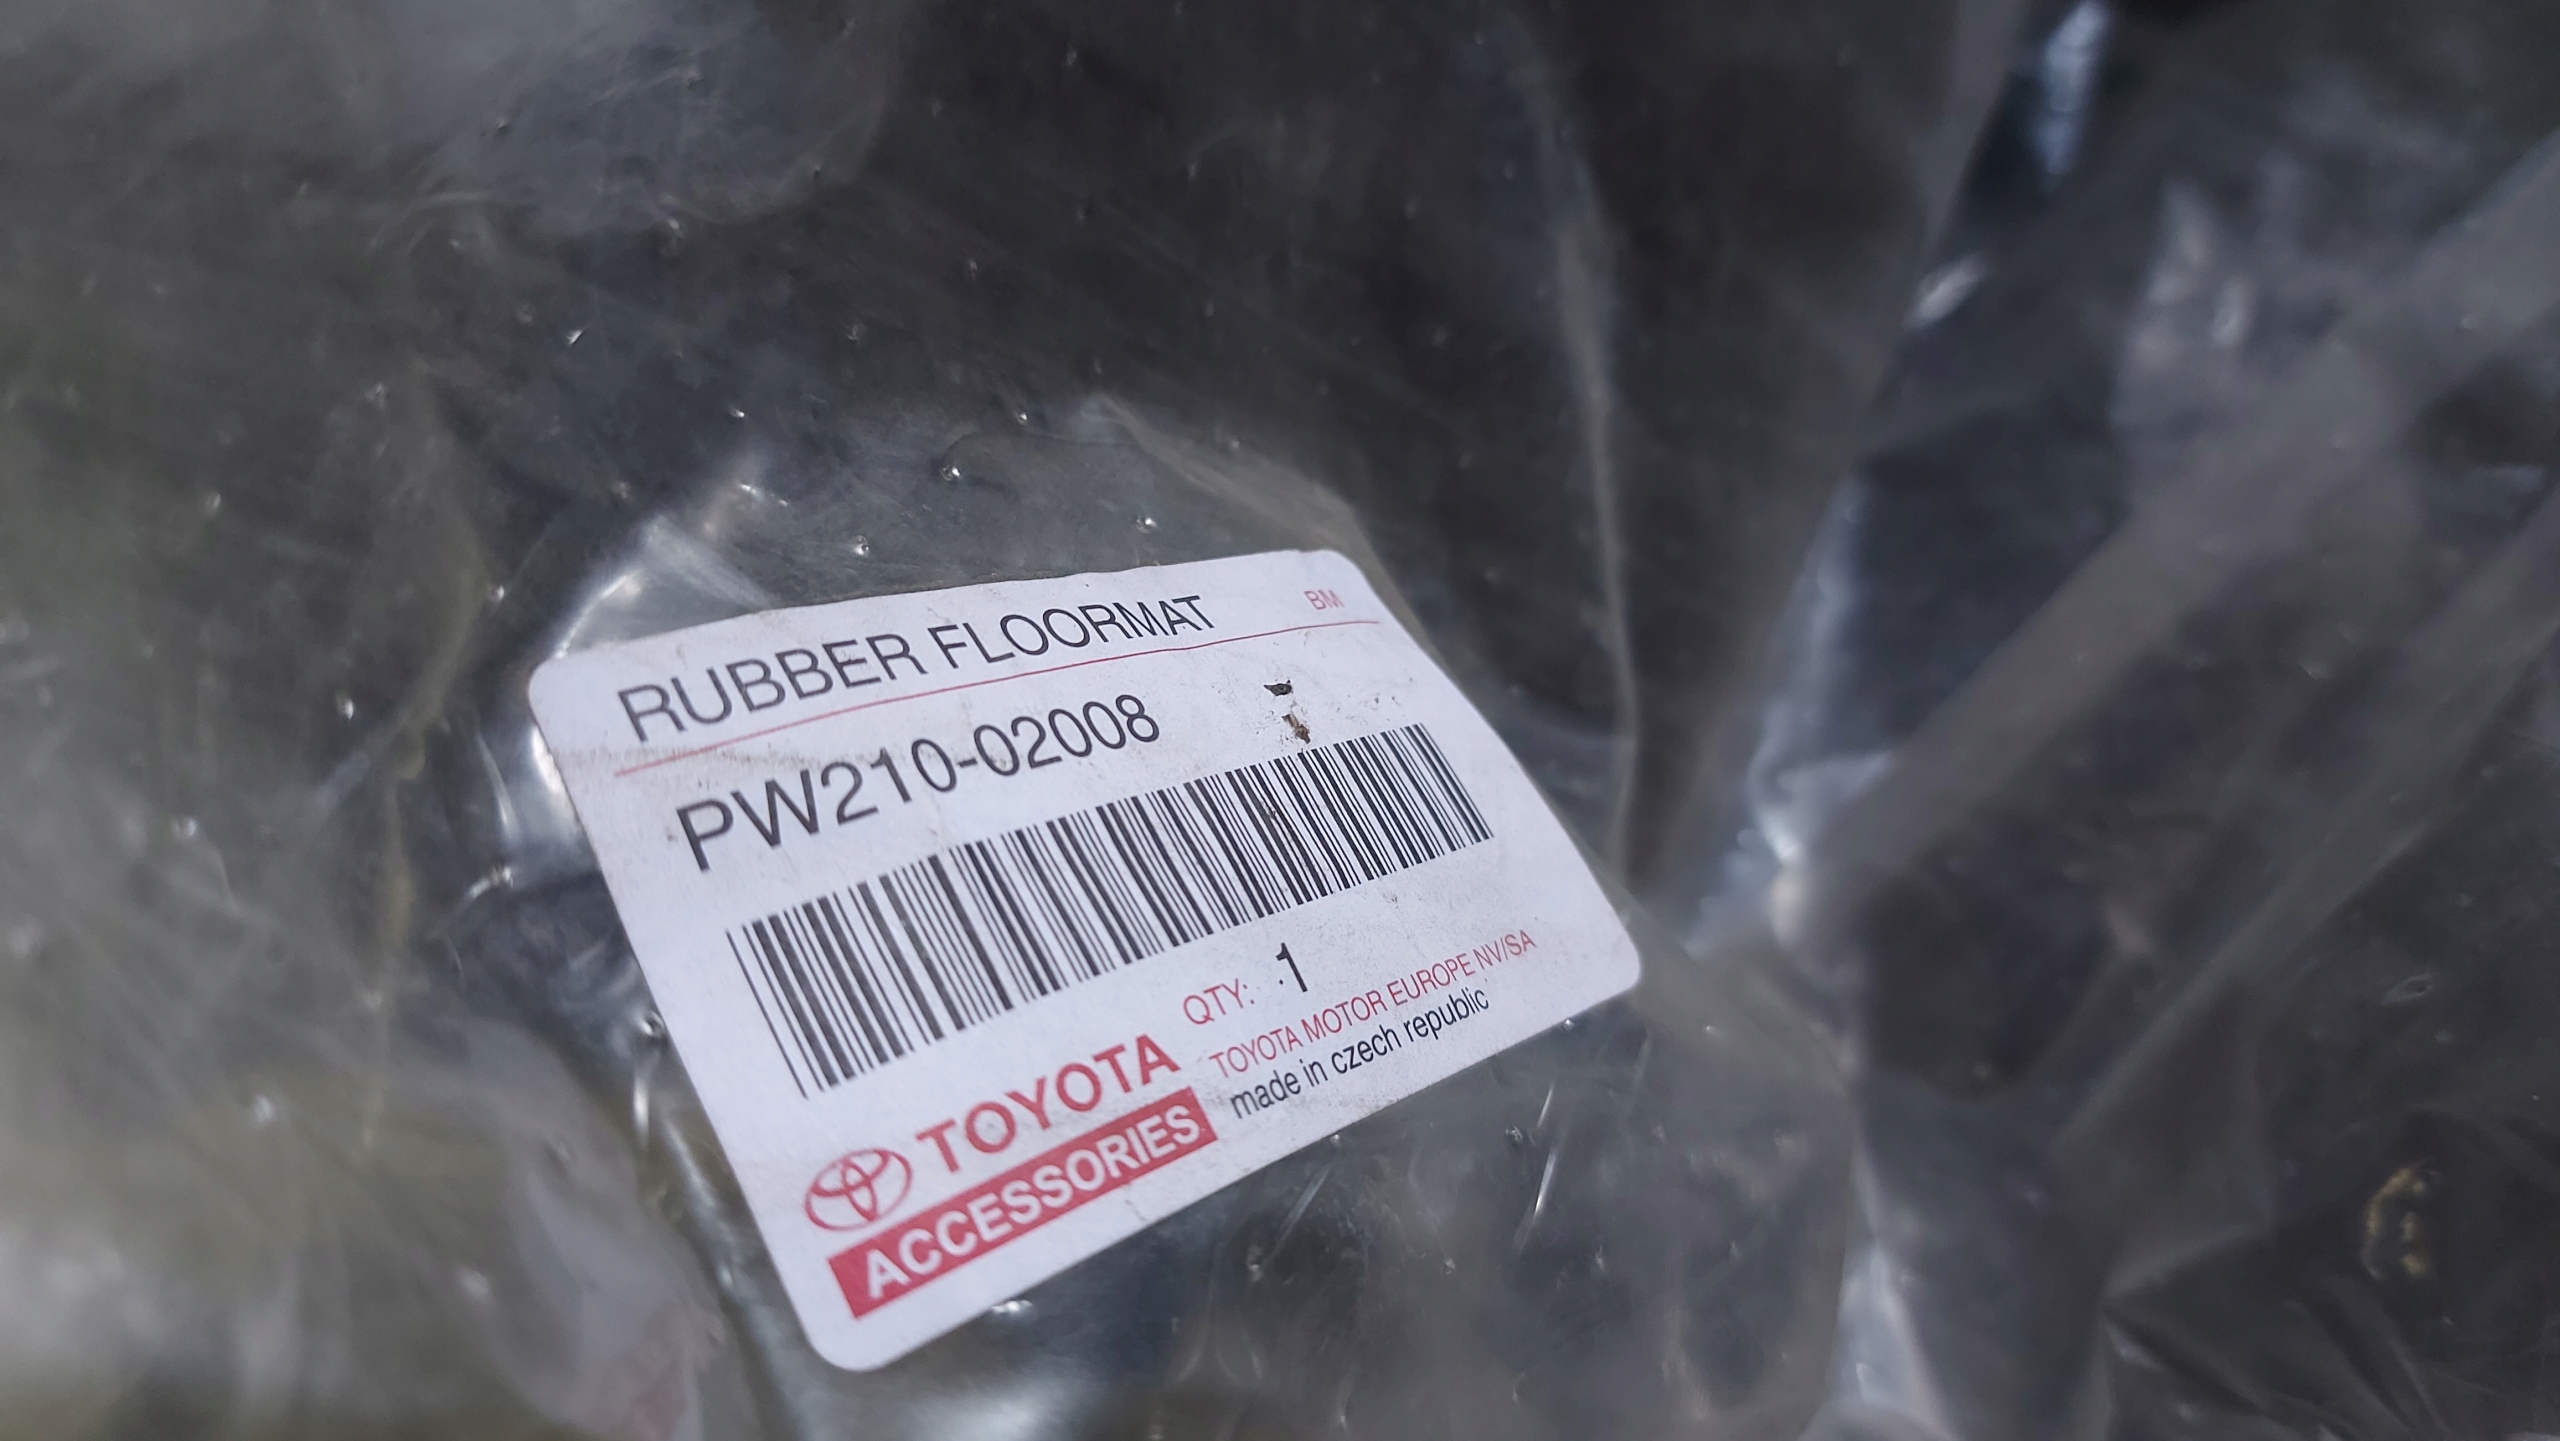 RUBBER FLOORMAT BM
PW210-02008
QTY: 1
TOYOTA MOTOR EUROPE NV/SA
made in czech republic
TOYOTA
ACCESSORIES